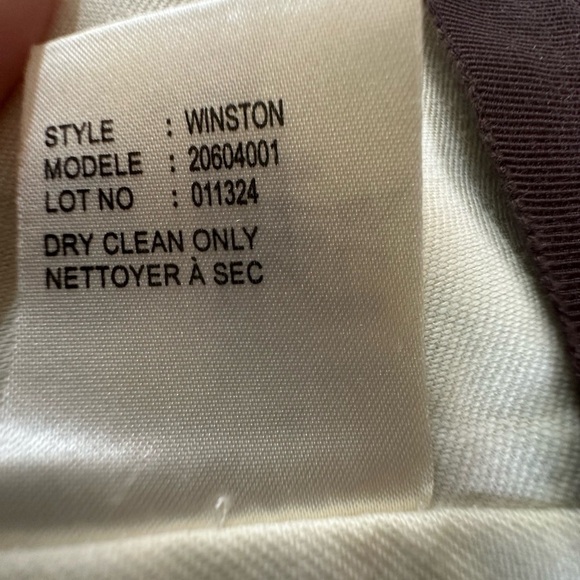 STYLE : WINSTON
MODELE : 20604001
LOT NO : 011324
DRY CLEAN ONLY
NETTOYER À SEC